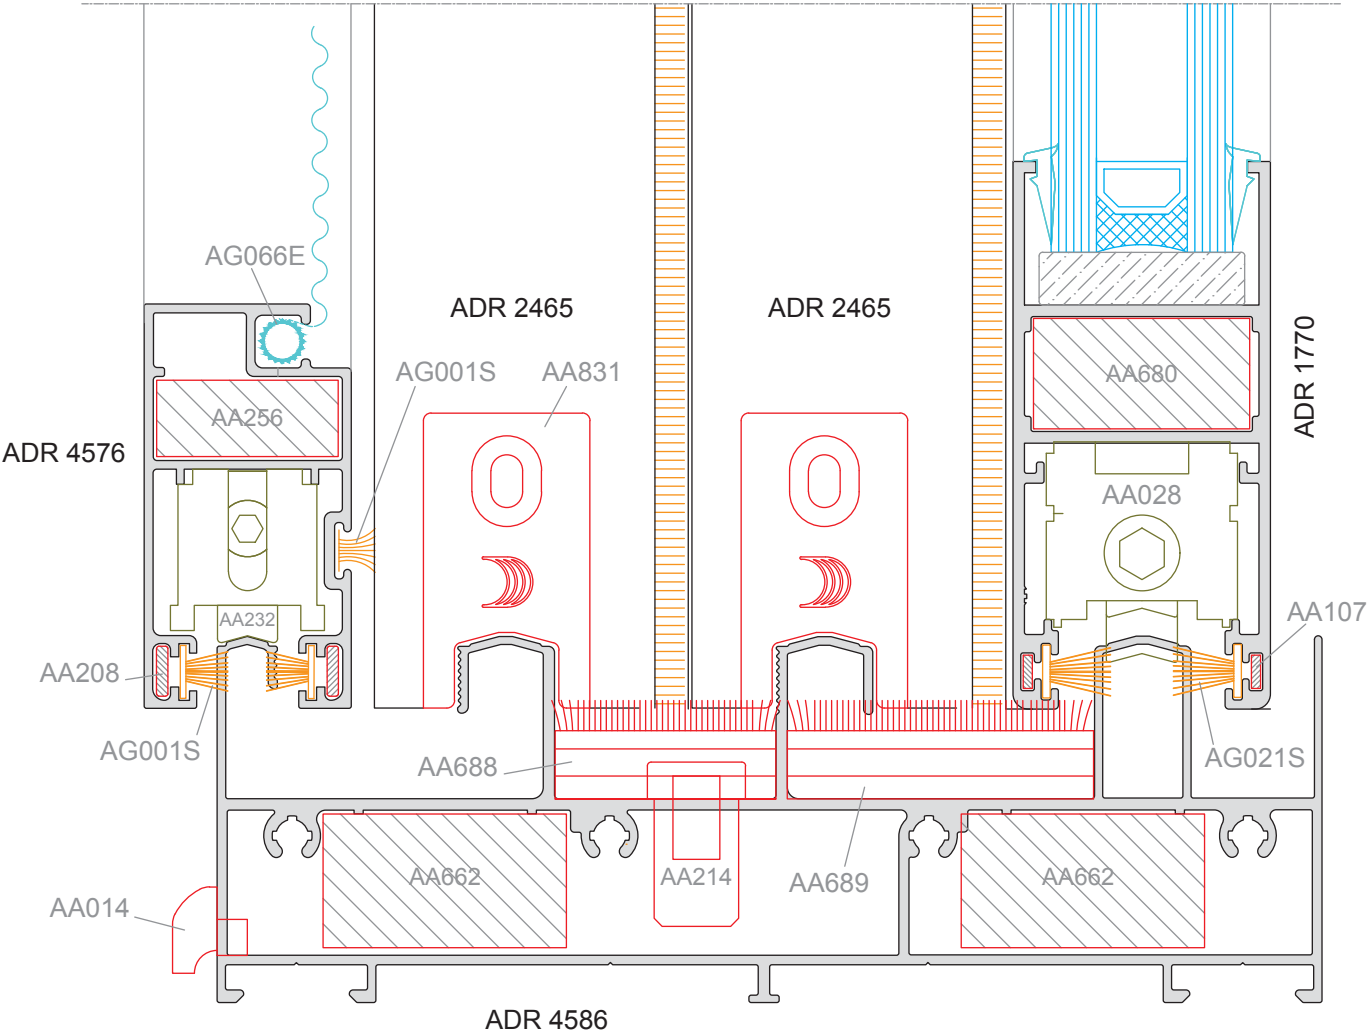 AG066E
ADR 2465
ADR 2465
AG001S
AA831
AA680
ADR 1770
AA256
ADR 4576
AA028
AA232
AA107
AA208
AG001S
AA688
AG021S
AA662
AA214
AA689
AA662
AA014
ADR 4586